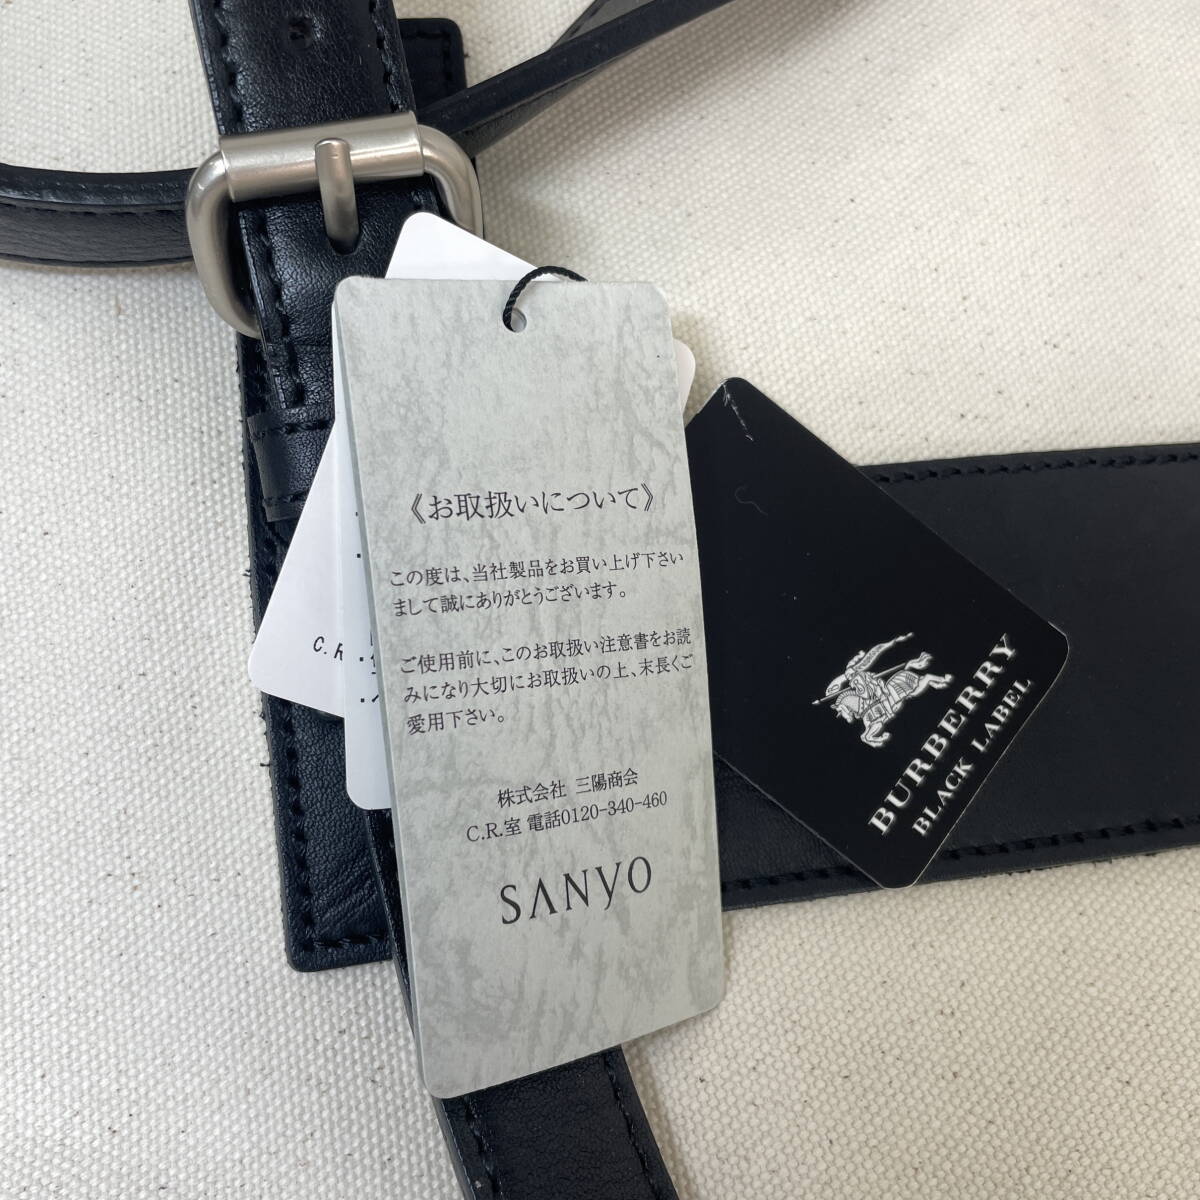 《お取扱いについて》
この度は、当社製品をお買い上げ下さい
まして誠にありがとうございます。
ご使用前に、このお取扱い注意書をお読
みになり大切にお取扱いの上、末長くご
愛用下さい。
株式会社 三陽商会
C.R.室 電話0120-340-460
SANYO
C.R
BURBERRY
BLACK LABEL